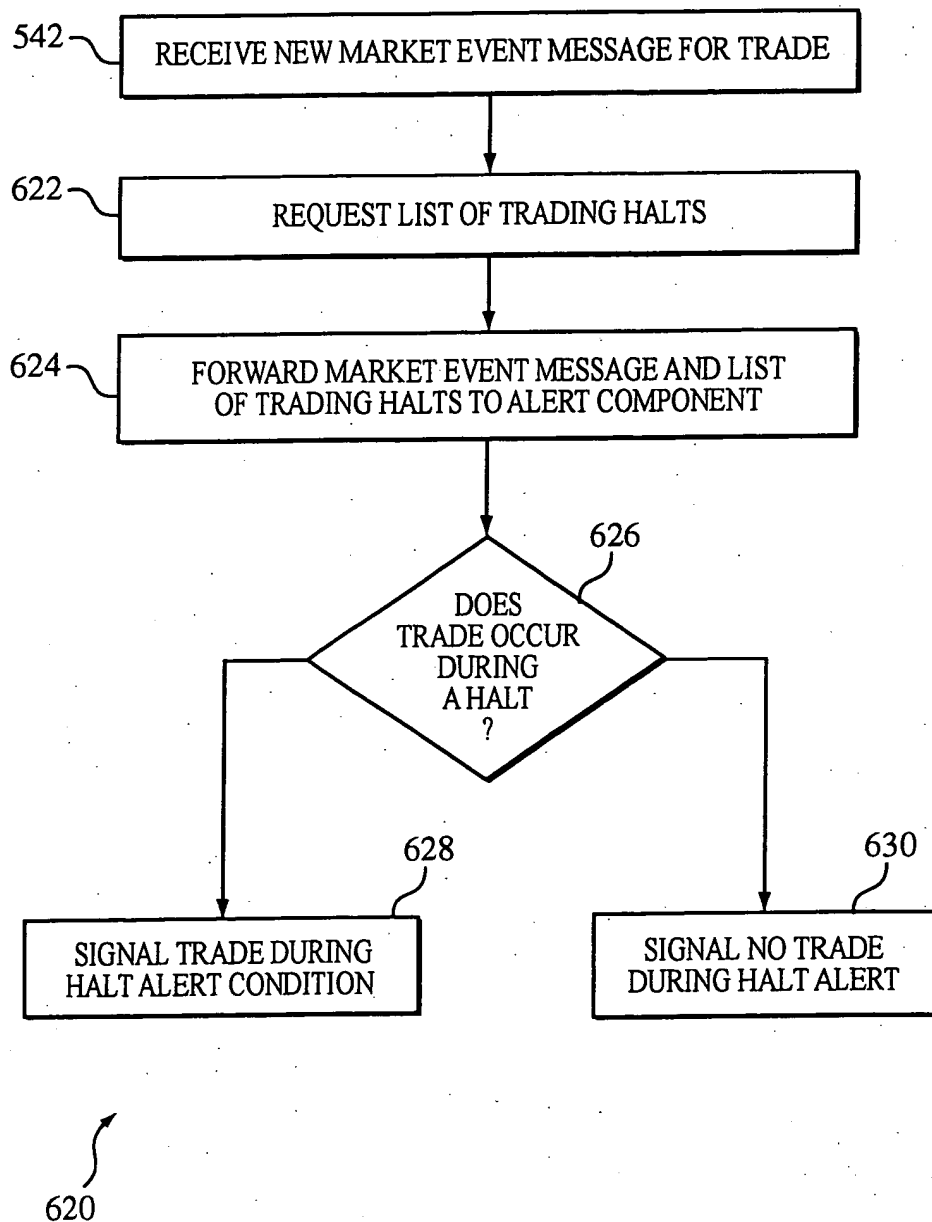 542
RECEIVE NEW MARKET EVENT MESSAGE FOR TRADE
622
REQUEST LIST OF TRADING HALTS
624
FORWARD MARKET EVENT MESSAGE AND LIST
OF TRADING HALTS TO ALERT COMPONENT
626
DOES
TRADE OCCUR
DURING
A HALT
?
628
SIGNAL TRADE DURING
HALT ALERT CONDITION
630
SIGNAL NO TRADE
DURING HALT ALERT
620